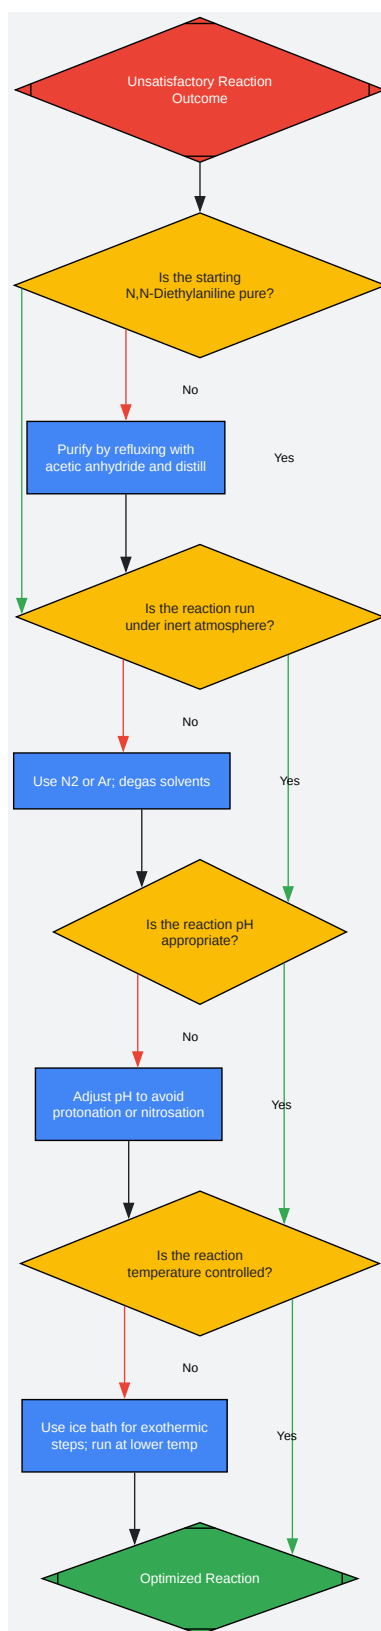 Unsatisfactory Reaction
Outcome
Is the starting
N,N-Diethylaniline pure?
No
Purify by refluxing with
acetic anhydride and distill
Yes
Is the reaction run
under inert atmosphere?
No
Use N2 or Ar; degas solvents
Yes
Is the reaction pH
appropriate?
No
Adjust pH to avoid
protonation or nitrosation
Yes
Is the reaction
temperature controlled?
No
Use ice bath for exothermic
steps; run at lower temp
Yes
Optimized Reaction